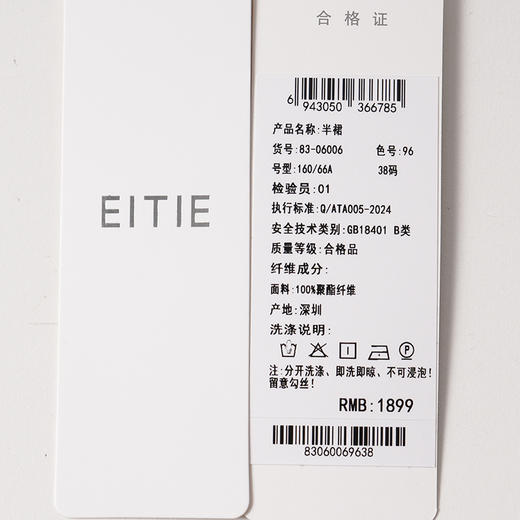 EITIE
合格证
6 943050 366785
产品名称:半裙
货号:83-06006 色号:96
号型:160/66A 38码
检验员:01
执行标准:Q/ATA005-2024
安全技术类别:GB18401 B类
质量等级:合格品
纤维成分:
面料:100%聚酯纤维
产地:深圳
洗涤说明:
注:分开洗涤、即洗即晾、不可浸泡!
留意勾丝!
RMB:1899
83060069638